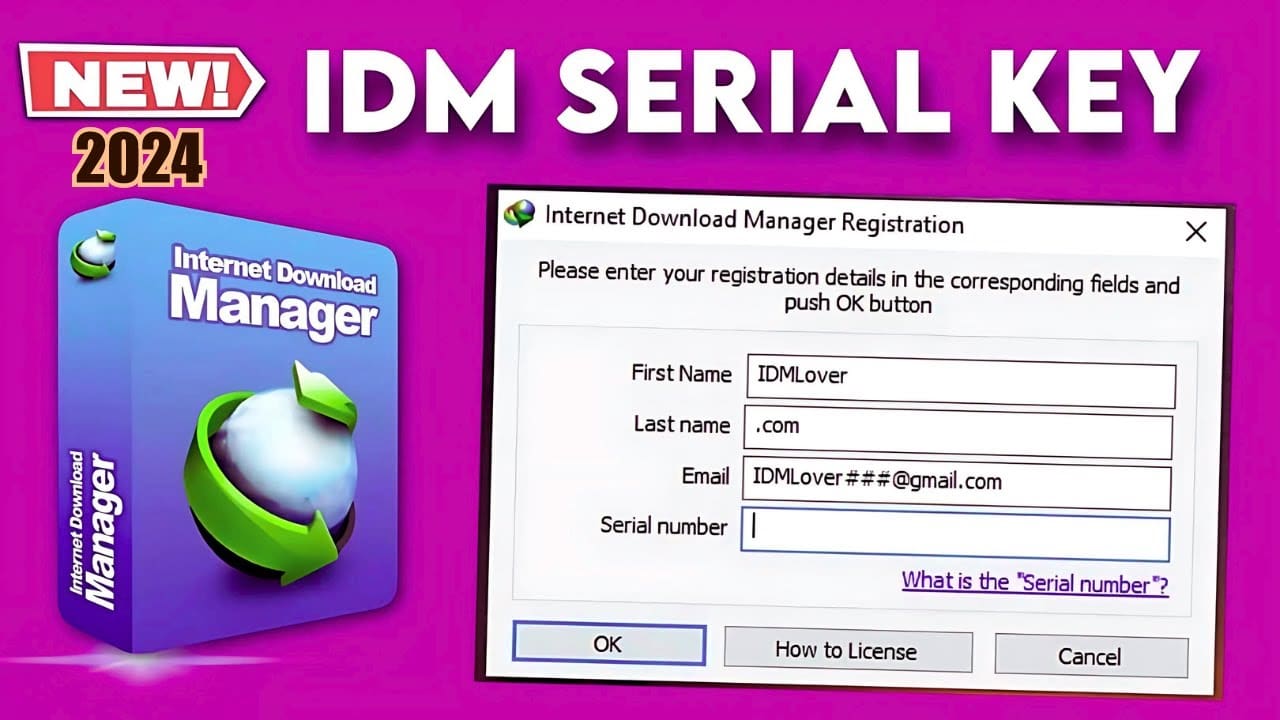 NEW!
2024
IDM SERIAL KEY
Internet Download
Manager
Internet Download
Manager
Internet Download Manager Registration
Please enter your registration details in the corresponding fields and
push OK button
First Name IDMLover
Last name .com
Email IDMLover###@gmail.com
Serial number
What is the "Serial number"?
OK How to License Cancel